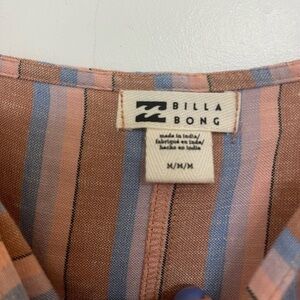 BILLA
BONG
made in india/
fabriqué en inde/
hecho en india
M/M/M